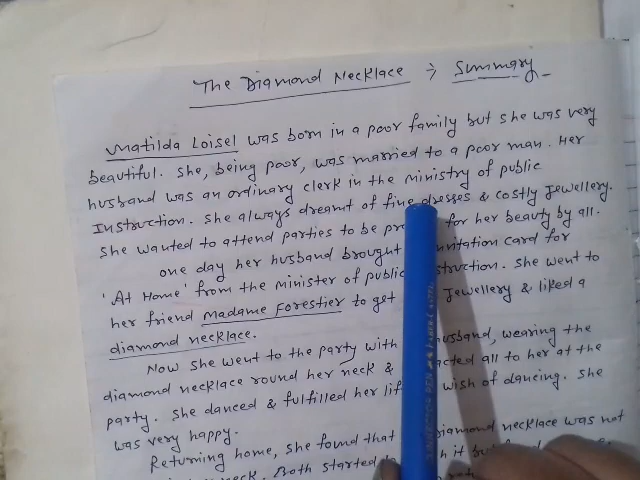 The Diamond Necklace → Summary
Matilda Loisel was born in a poor family but she was very
beautiful. She, being poor, was married to a poor man. Her
husband was an ordinary clerk in the ministry of public
Instruction. She always dreamt of fine dresses & costly Jewellery.
She wanted to attend parties to be for her beauty by all.
one day her husband brought invitation card for
'At Home' from the minister of public. She went to
her friend Madame Forestier to get Jewellery & liked a
diamond necklace.
Now she went to the party with husband, wearing the
diamond necklace round her neck & all to her at the
party. She danced & fulfilled her wish of dancing. She
was very happy.
Returning home, she found that diamond necklace was not
neck. Both started it but